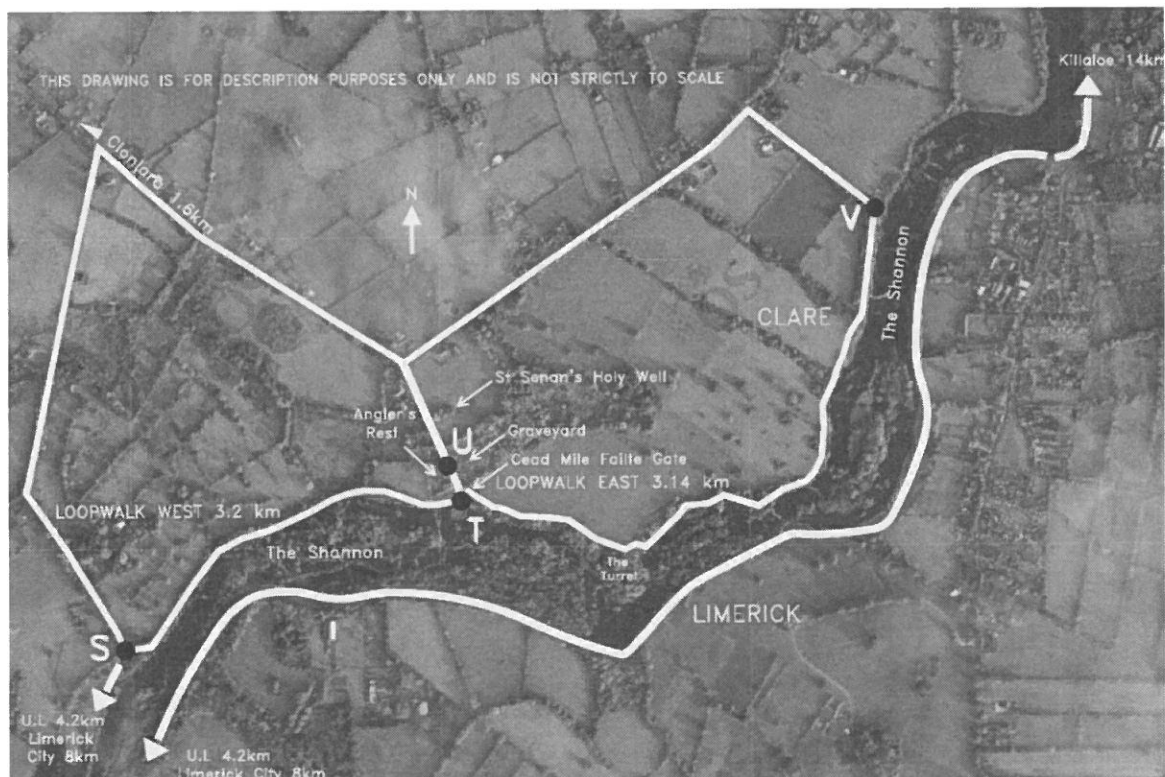 THIS DRAWING IS FOR DESCRIPTION PURPOSES ONLY AND IS NOT STRICTLY TO SCALE
Killaloe 14km
Clonlara 1.6km
N
V
The Shannon
CLARE
St Senan's Holy Well
Angler's
Rest
U
Graveyard
Cead Mile Failte Gate
LOOPWALK EAST 3.14 km
LOOPWALK WEST 3.2 km
T
The Shannon
The
Turret
LIMERICK
S
U.L 4.2km
Limerick
City 8km
U.L 4.2km
Limerick City 8km